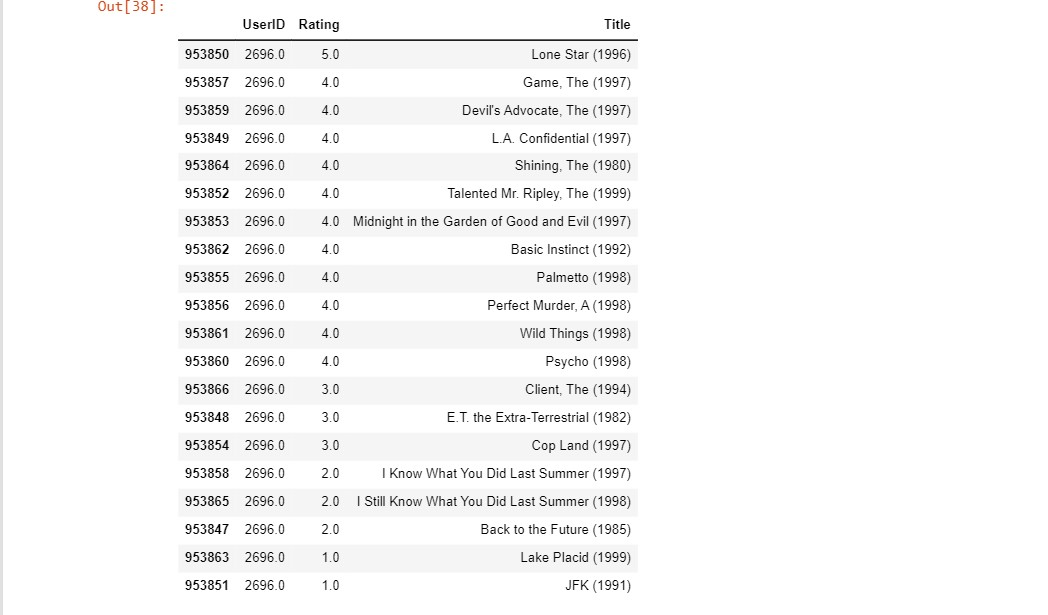 Out[38]:
UserID Rating Title
953850 2696.0 5.0 Lone Star (1996)
953857 2696.0 4.0 Game, The (1997)
953859 2696.0 4.0 Devil's Advocate, The (1997)
953849 2696.0 4.0 L.A. Confidential (1997)
953864 2696.0 4.0 Shining, The (1980)
953852 2696.0 4.0 Talented Mr. Ripley, The (1999)
953853 2696.0 4.0 Midnight in the Garden of Good and Evil (1997)
953862 2696.0 4.0 Basic Instinct (1992)
953855 2696.0 4.0 Palmetto (1998)
953856 2696.0 4.0 Perfect Murder, A (1998)
953861 2696.0 4.0 Wild Things (1998)
953860 2696.0 4.0 Psycho (1998)
953866 2696.0 3.0 Client, The (1994)
953848 2696.0 3.0 E.T. the Extra-Terrestrial (1982)
953854 2696.0 3.0 Cop Land (1997)
953858 2696.0 2.0 I Know What You Did Last Summer (1997)
953865 2696.0 2.0 I Still Know What You Did Last Summer (1998)
953847 2696.0 2.0 Back to the Future (1985)
953863 2696.0 1.0 Lake Placid (1999)
953851 2696.0 1.0 JFK (1991)